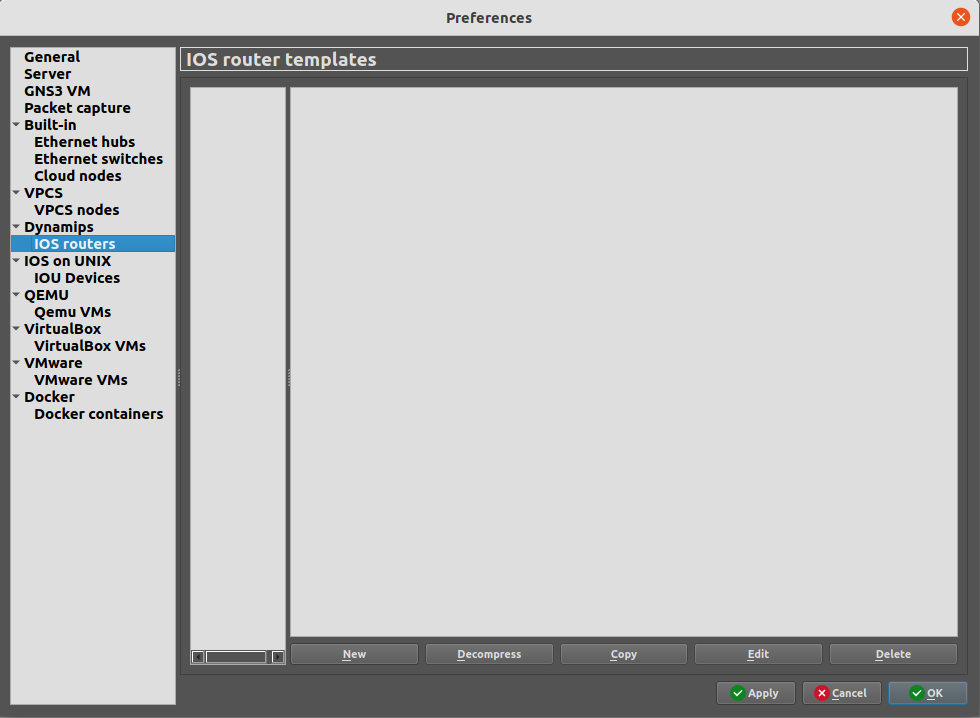 Preferences
General
Server
GNS3 VM
Packet capture
Built-in
Ethernet hubs
Ethernet switches
Cloud nodes
VPCS
VPCS nodes
Dynamips
IOS routers
IOS on UNIX
IOU Devices
QEMU
Qemu VMs
VirtualBox
VirtualBox VMs
VMware
VMware VMs
Docker
Docker containers
IOS router templates
New Decompress Copy Edit Delete
Apply Cancel OK